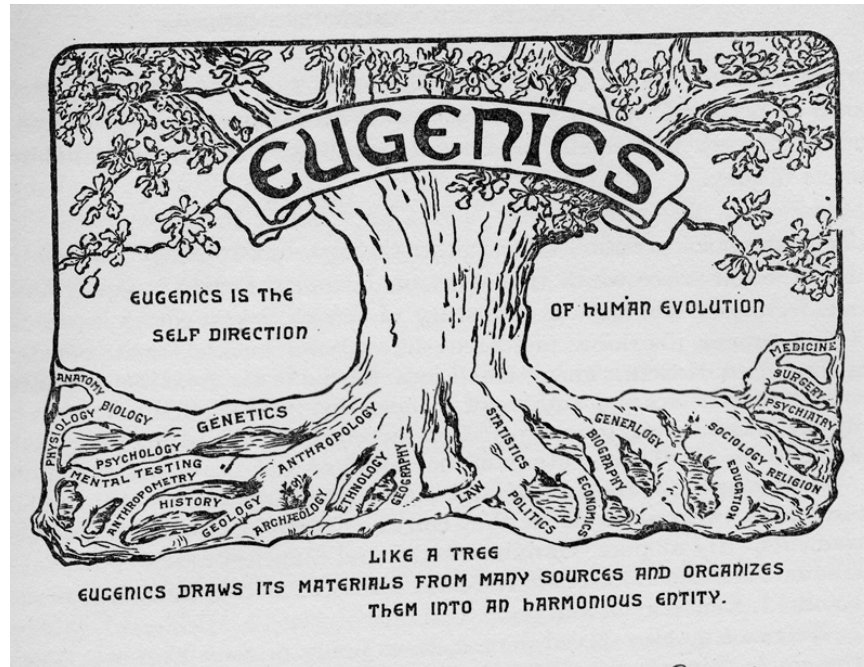 EUGENICS
EUGENICS IS THE
SELF DIRECTION
OF HUMAN EVOLUTION
ANATOMY
PHYSIOLOGY
BIOLOGY
GENETICS
PSYCHOLOGY
MENTAL TESTING
ANTHROPOMETRY
HISTORY
ANTHROPOLOGY
GEOLOGY
ARCHÆOLOGY
ETHNOLOGY
GEOGRAPHY
LAW
STATISTICS
POLITICS
ECONOMICS
BIOGRAPHY
GENEALOGY
EDUCATION
SOCIOLOGY
RELIGION
PSYCHIATRY
SURGERY
MEDICINE
LIKE A TREE
EUGENICS DRAWS ITS MATERIALS FROM MANY SOURCES AND ORGANIZES
THEM INTO AN HARMONIOUS ENTITY.